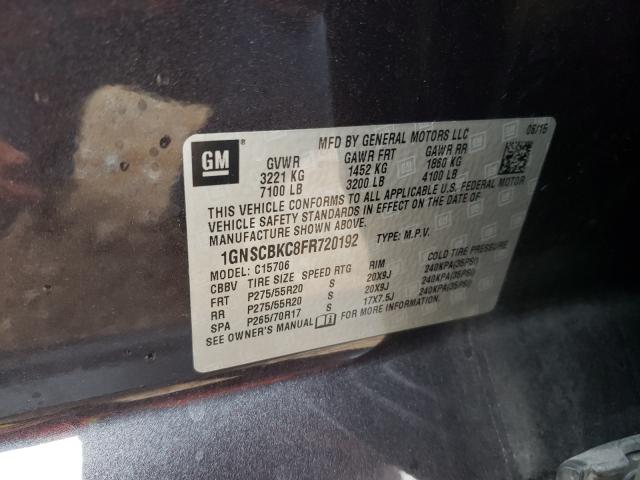 GM
MFD BY GENERAL MOTORS LLC 06/15
GVWR GAWR FRT GAWR RR
3221 KG 1452 KG 1860 KG
7100 LB 3200 LB 4100 LB
THIS VEHICLE CONFORMS TO ALL APPLICABLE U.S. FEDERAL MOTOR
VEHICLE SAFETY STANDARDS IN EFFECT ON THE DATE OF
MANUFACTURE SHOWN ABOVE.
1GNSCBKC8FR720192 TYPE: M.P.V.
MODEL: C15706
CBBV TIRE SIZE SPEED RTG RIM COLD TIRE PRESSURE
FRT P275/55R20 S 20X9J 240KPA(35PSI)
RR P275/55R20 S 20X9J 240KPA(35PSI)
SPA P265/70R17 S 17X7.5J 240KPA(35PSI)
SEE OWNER'S MANUAL FOR MORE INFORMATION.